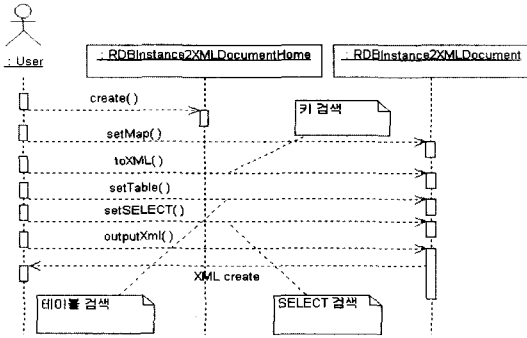 : User
: RDBInstance2XMLDocumentHome
: RDBInstance2XMLDocument
create()
키 검색
setMap()
toXML()
setTable()
setSELECT()
outputXml()
XML create
테이블 검색
SELECT 검색